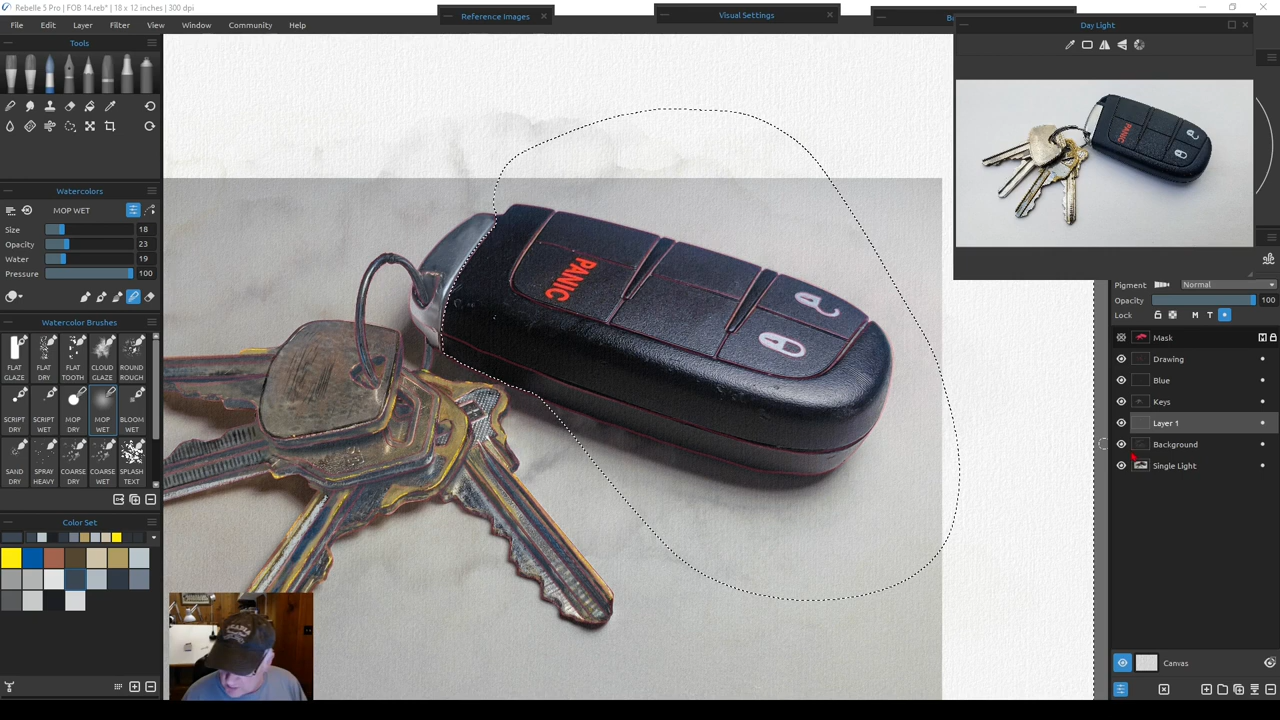 Rebelle 5 Pro | FOB 14.reb* | 18 x 12 inches | 300 dpi
File Edit Layer Filter View Window Community Help
Reference Images
Visual Settings
Day Light
Tools
Watercolors
MOP WET
Size 18
Opacity 23
Water 19
Pressure 100
Watercolor Brushes
FLAT GLAZE
FLAT DRY
FLAT TOOTH
CLOUD GLAZE
ROUND ROUGH
SCRIPT DRY
SCRIPT WET
MOP DRY
MOP WET
BLOOM WET
SAND DRY
SPRAY HEAVY
COARSE DRY
COARSE WET
SPLASH TEXT
Color Set
PANIC
PANIC
Pigment Normal
Opacity 100
Lock M T
Mask
Drawing
Blue
Keys
Layer 1
Background
Single Light
Canvas